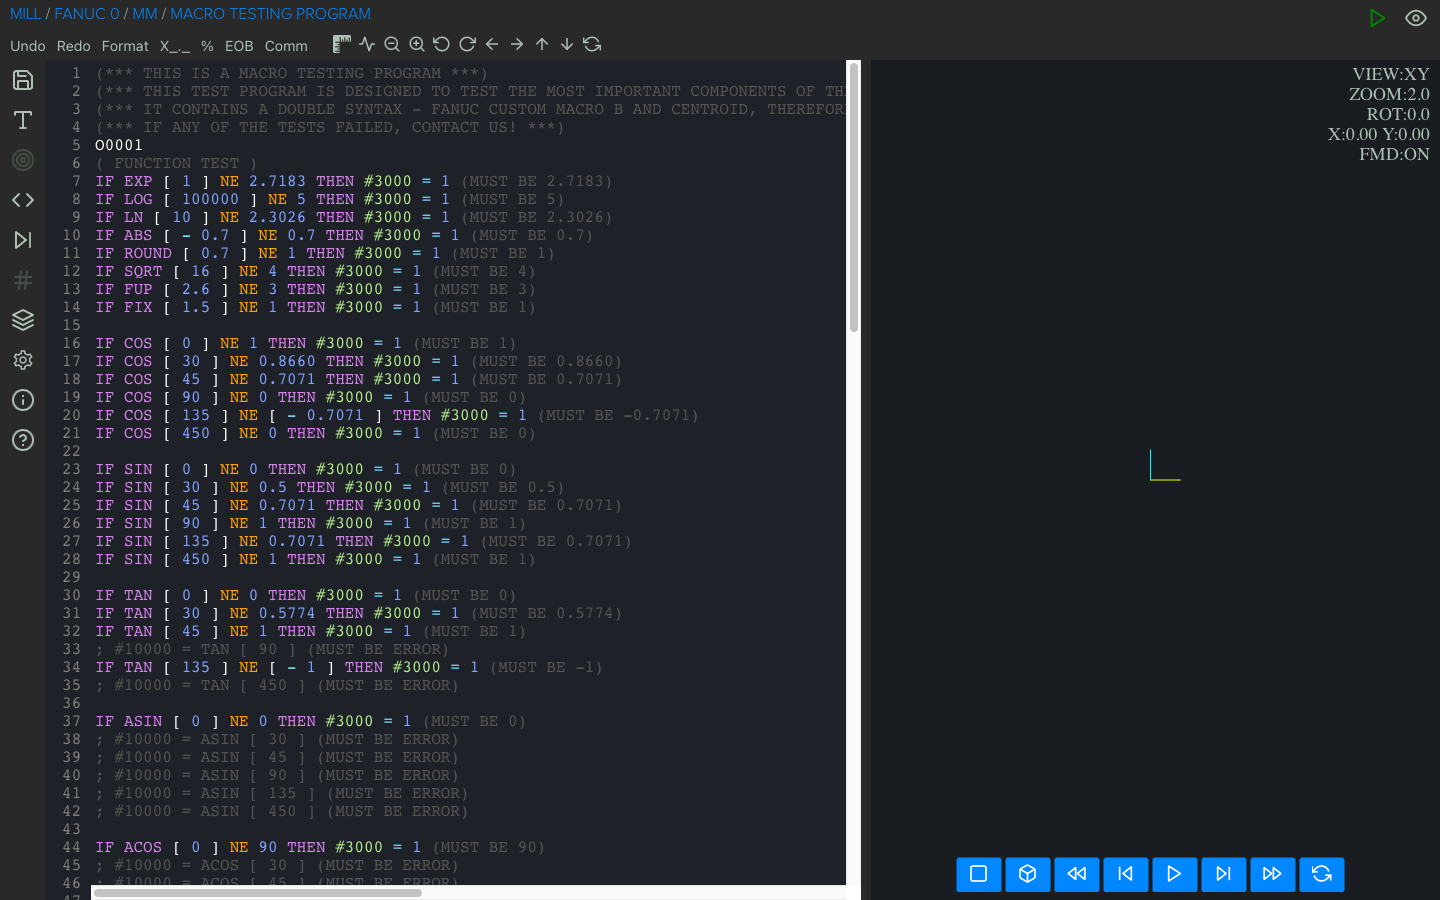 MILL / FANUC 0 / MM / MACRO TESTING PROGRAM
Undo Redo Format X_._ % EOB Comm
1 (*** THIS IS A MACRO TESTING PROGRAM ***)
2 (*** THIS TEST PROGRAM IS DESIGNED TO TEST THE MOST IMPORTANT COMPONENTS OF TH
3 (*** IT CONTAINS A DOUBLE SYNTAX - FANUC CUSTOM MACRO B AND CENTROID, THEREFOR
4 (*** IF ANY OF THE TESTS FAILED, CONTACT US! ***)
5 O0001
6 ( FUNCTION TEST )
7 IF EXP [ 1 ] NE 2.7183 THEN #3000 = 1 (MUST BE 2.7183)
8 IF LOG [ 100000 ] NE 5 THEN #3000 = 1 (MUST BE 5)
9 IF LN [ 10 ] NE 2.3026 THEN #3000 = 1 (MUST BE 2.3026)
10 IF ABS [ - 0.7 ] NE 0.7 THEN #3000 = 1 (MUST BE 0.7)
11 IF ROUND [ 0.7 ] NE 1 THEN #3000 = 1 (MUST BE 1)
12 IF SQRT [ 16 ] NE 4 THEN #3000 = 1 (MUST BE 4)
13 IF FUP [ 2.6 ] NE 3 THEN #3000 = 1 (MUST BE 3)
14 IF FIX [ 1.5 ] NE 1 THEN #3000 = 1 (MUST BE 1)
15
16 IF COS [ 0 ] NE 1 THEN #3000 = 1 (MUST BE 1)
17 IF COS [ 30 ] NE 0.8660 THEN #3000 = 1 (MUST BE 0.8660)
18 IF COS [ 45 ] NE 0.7071 THEN #3000 = 1 (MUST BE 0.7071)
19 IF COS [ 90 ] NE 0 THEN #3000 = 1 (MUST BE 0)
20 IF COS [ 135 ] NE [ - 0.7071 ] THEN #3000 = 1 (MUST BE -0.7071)
21 IF COS [ 450 ] NE 0 THEN #3000 = 1 (MUST BE 0)
22
23 IF SIN [ 0 ] NE 0 THEN #3000 = 1 (MUST BE 0)
24 IF SIN [ 30 ] NE 0.5 THEN #3000 = 1 (MUST BE 0.5)
25 IF SIN [ 45 ] NE 0.7071 THEN #3000 = 1 (MUST BE 0.7071)
26 IF SIN [ 90 ] NE 1 THEN #3000 = 1 (MUST BE 1)
27 IF SIN [ 135 ] NE 0.7071 THEN #3000 = 1 (MUST BE 0.7071)
28 IF SIN [ 450 ] NE 1 THEN #3000 = 1 (MUST BE 1)
29
30 IF TAN [ 0 ] NE 0 THEN #3000 = 1 (MUST BE 0)
31 IF TAN [ 30 ] NE 0.5774 THEN #3000 = 1 (MUST BE 0.5774)
32 IF TAN [ 45 ] NE 1 THEN #3000 = 1 (MUST BE 1)
33 ; #10000 = TAN [ 90 ] (MUST BE ERROR)
34 IF TAN [ 135 ] NE [ - 1 ] THEN #3000 = 1 (MUST BE -1)
35 ; #10000 = TAN [ 450 ] (MUST BE ERROR)
36
37 IF ASIN [ 0 ] NE 0 THEN #3000 = 1 (MUST BE 0)
38 ; #10000 = ASIN [ 30 ] (MUST BE ERROR)
39 ; #10000 = ASIN [ 45 ] (MUST BE ERROR)
40 ; #10000 = ASIN [ 90 ] (MUST BE ERROR)
41 ; #10000 = ASIN [ 135 ] (MUST BE ERROR)
42 ; #10000 = ASIN [ 450 ] (MUST BE ERROR)
43
44 IF ACOS [ 0 ] NE 90 THEN #3000 = 1 (MUST BE 90)
45 ; #10000 = ACOS [ 30 ] (MUST BE ERROR)
46 ; #10000 = ACOS [ 45 ] (MUST BE ERROR)
47
VIEW:XY
ZOOM:2.0
ROT:0.0
X:0.00 Y:0.00
FMD:ON